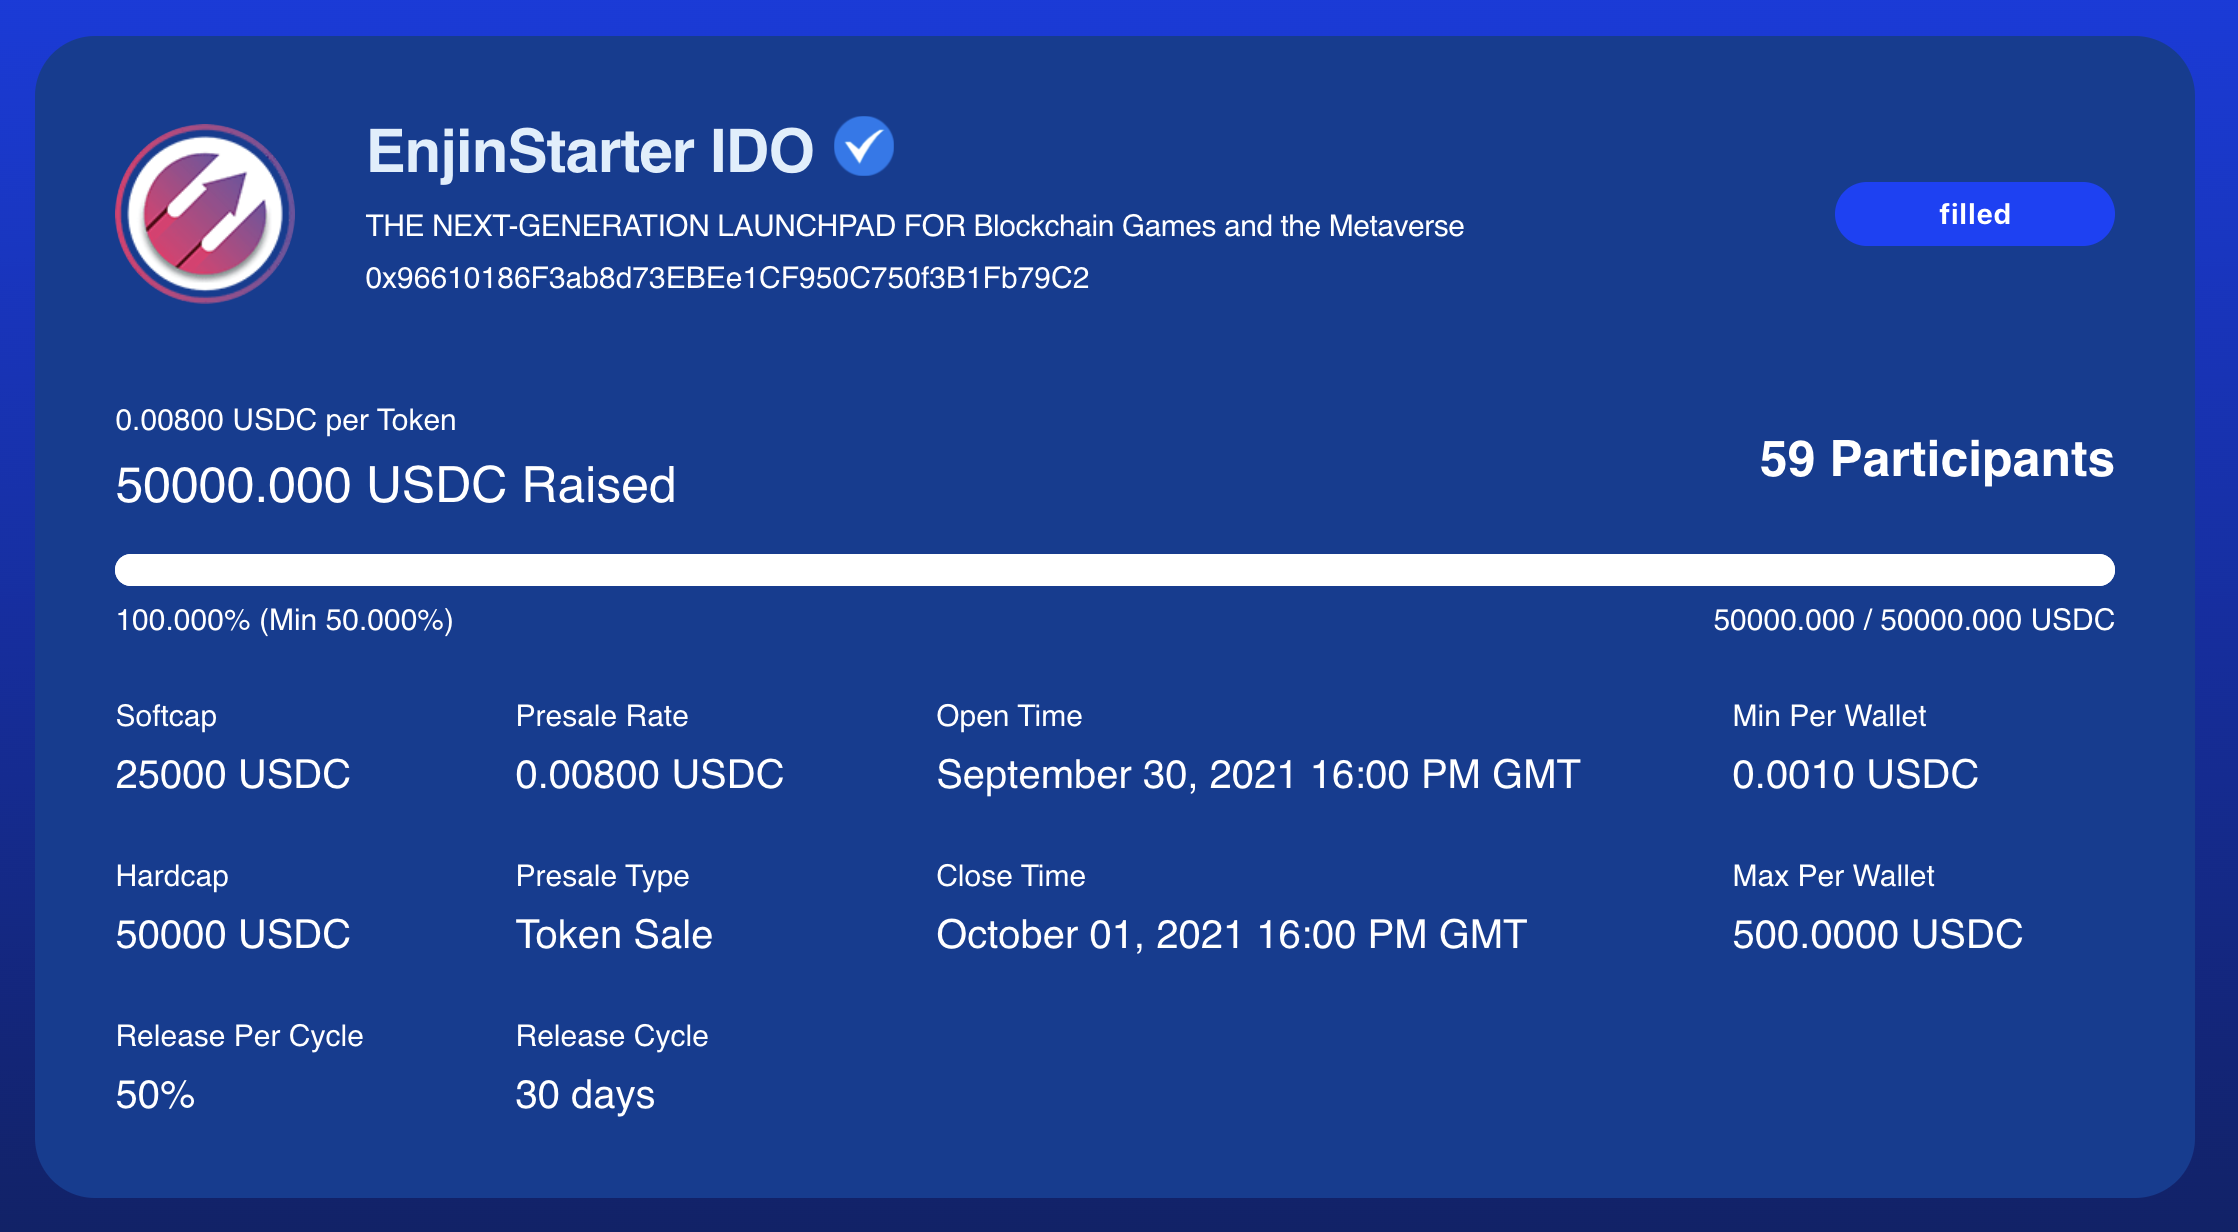 EnjinStarter IDO
THE NEXT-GENERATION LAUNCHPAD FOR Blockchain Games and the Metaverse
0x96610186F3ab8d73EBEe1CF950C750f3B1Fb79C2
filled
0.00800 USDC per Token
50000.000 USDC Raised
59 Participants
100.000% (Min 50.000%)
50000.000 / 50000.000 USDC
Softcap
25000 USDC
Presale Rate
0.00800 USDC
Open Time
September 30, 2021 16:00 PM GMT
Min Per Wallet
0.0010 USDC
Hardcap
50000 USDC
Presale Type
Token Sale
Close Time
October 01, 2021 16:00 PM GMT
Max Per Wallet
500.0000 USDC
Release Per Cycle
50%
Release Cycle
30 days